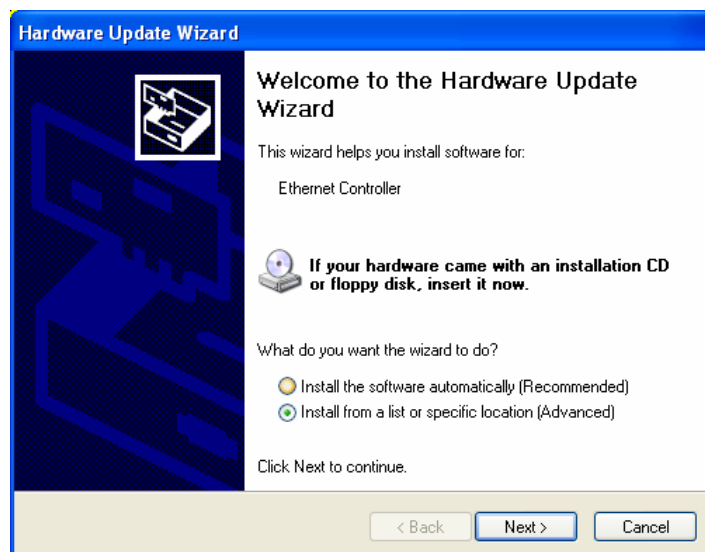 Hardware Update Wizard
Welcome to the Hardware Update
Wizard
This wizard helps you install software for:
Ethernet Controller
If your hardware came with an installation CD
or floppy disk, insert it now.
What do you want the wizard to do?
Install the software automatically (Recommended)
Install from a list or specific location (Advanced)
Click Next to continue.
< Back Next > Cancel